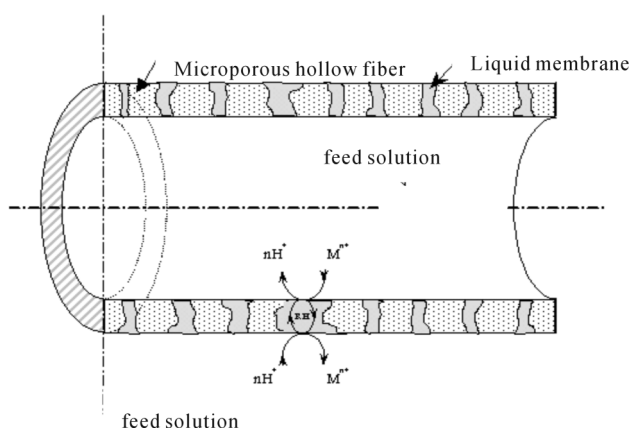 Microporous hollow fiber
Liquid membrane
feed solution
nH⁺ Mⁿ⁺
RH
nH⁺ Mⁿ⁺
feed solution